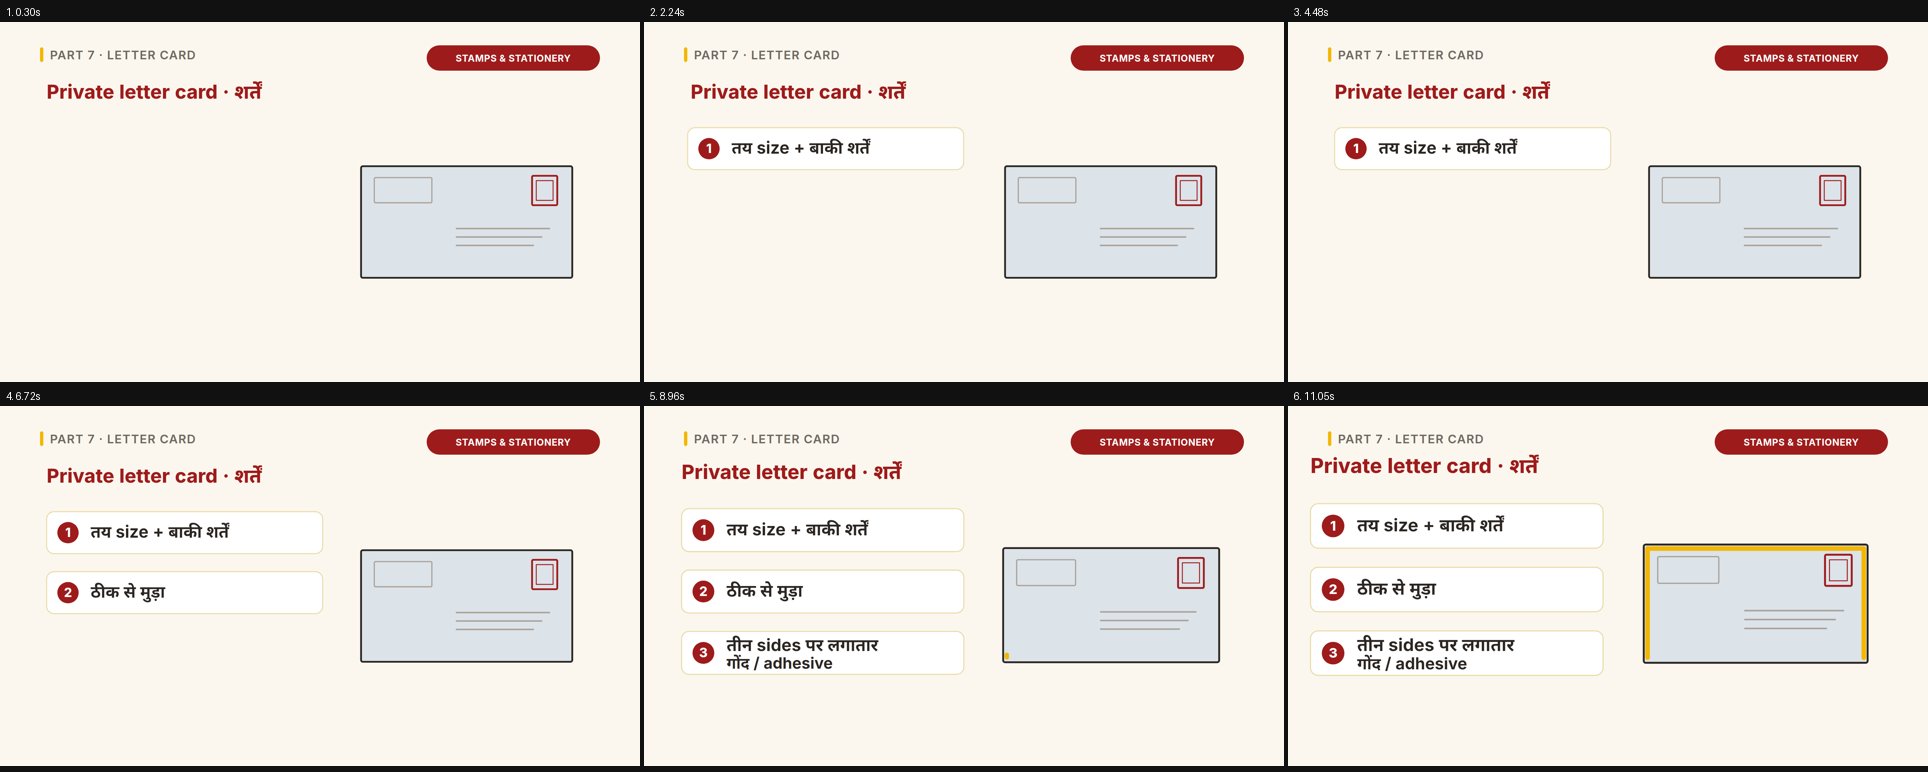 1. 0.30s
PART 7 · LETTER CARD
STAMPS & STATIONERY
Private letter card · शर्तें
2. 2.24s
PART 7 · LETTER CARD
STAMPS & STATIONERY
Private letter card · शर्तें
1 तय size + बाकी शर्तें
3. 4.48s
PART 7 · LETTER CARD
STAMPS & STATIONERY
Private letter card · शर्तें
1 तय size + बाकी शर्तें
4. 6.72s
PART 7 · LETTER CARD
STAMPS & STATIONERY
Private letter card · शर्तें
1 तय size + बाकी शर्तें
2 ठीक से मुड़ा
5. 8.96s
PART 7 · LETTER CARD
STAMPS & STATIONERY
Private letter card · शर्तें
1 तय size + बाकी शर्तें
2 ठीक से मुड़ा
3 तीन sides पर लगातार
गोंद / adhesive
6. 11.05s
PART 7 · LETTER CARD
STAMPS & STATIONERY
Private letter card · शर्तें
1 तय size + बाकी शर्तें
2 ठीक से मुड़ा
3 तीन sides पर लगातार
गोंद / adhesive